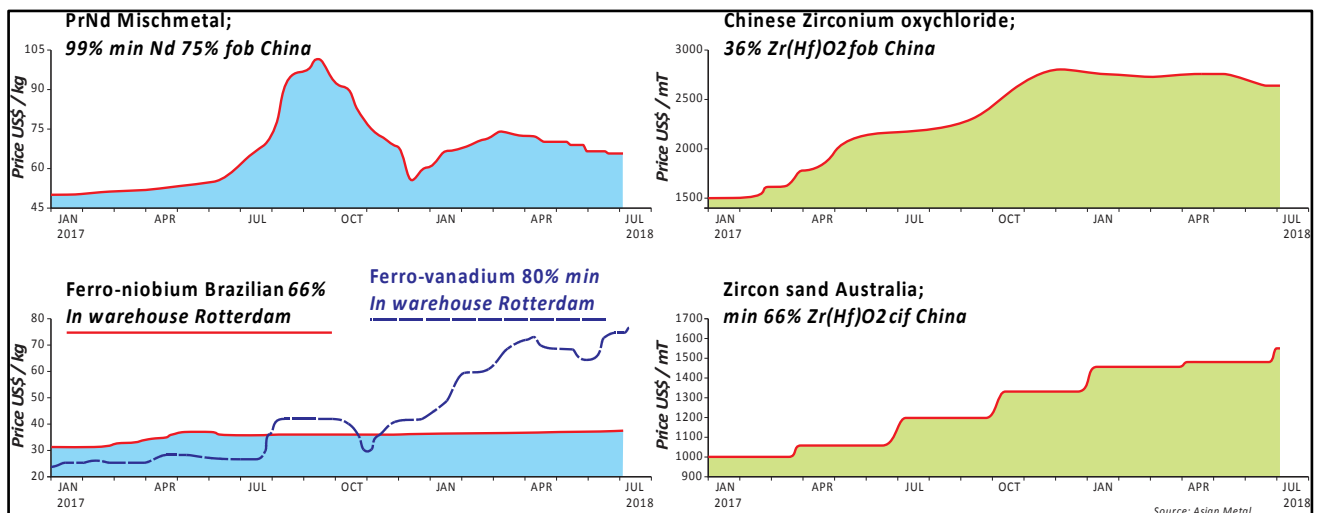 PrNd Mischmetal;
99% min Nd 75% fob China
Price US$ / kg
105
90
75
60
45
JAN APR JUL OCT JAN APR JUL
2017 2018
Chinese Zirconium oxychloride;
36% Zr(Hf)O2 fob China
Price US$ / mT
3000
2500
2000
1500
JAN APR JUL OCT JAN APR JUL
2017 2018
Ferro-niobium Brazilian 66%
In warehouse Rotterdam
Ferro-vanadium 80% min
In warehouse Rotterdam
Price US$ / kg
80
70
60
50
40
30
20
JAN APR JUL OCT JAN APR JUL
2017 2018
Zircon sand Australia;
min 66% Zr(Hf)O2 cif China
Price US$ / mT
1700
1500
1400
1300
1200
1100
1000
900
JAN APR JUL OCT JAN APR JUL
2017 2018
Source: Asian Metal